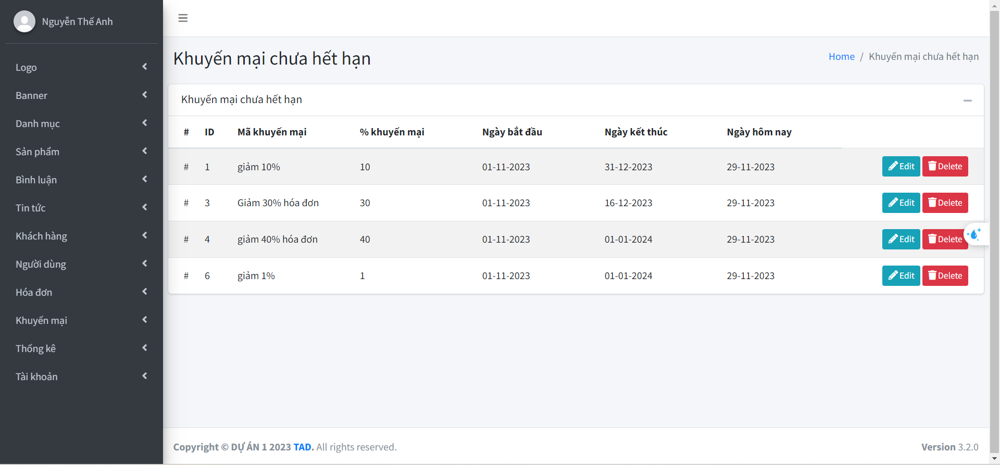 Nguyễn Thế Anh
Logo
Banner
Danh mục
Sản phẩm
Bình luận
Tin tức
Khách hàng
Người dùng
Hóa đơn
Khuyến mại
Thống kê
Tài khoản
Khuyến mại chưa hết hạn
Home / Khuyến mại chưa hết hạn
Khuyến mại chưa hết hạn
# ID Mã khuyến mại % khuyến mại Ngày bắt đầu Ngày kết thúc Ngày hôm nay
# 1 giảm 10% 10 01-11-2023 31-12-2023 29-11-2023 Edit Delete
# 3 Giảm 30% hóa đơn 30 01-11-2023 16-12-2023 29-11-2023 Edit Delete
# 4 giảm 40% hóa đơn 40 01-11-2023 01-01-2024 29-11-2023 Edit Delete
# 6 giảm 1% 1 01-11-2023 01-01-2024 29-11-2023 Edit Delete
Copyright © DỰ ÁN 1 2023 TAD. All rights reserved.
Version 3.2.0